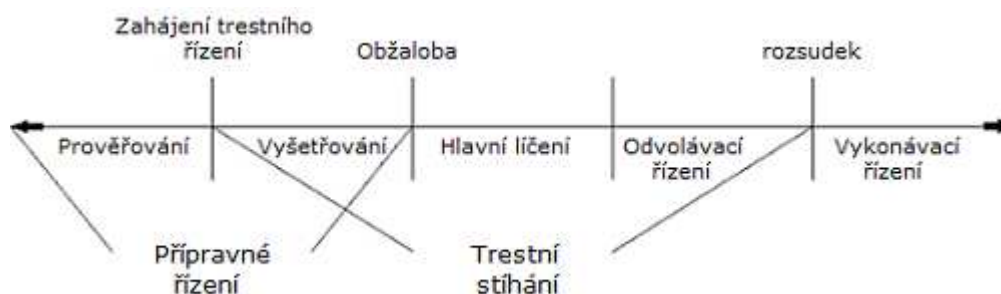 Zahájení trestního
řízení
Obžaloba
rozsudek
Prověřování
Vyšetřování
Hlavní líčení
Odvolávací
řízení
Vykonávací
řízení
Přípravné
řízení
Trestní
stíhání